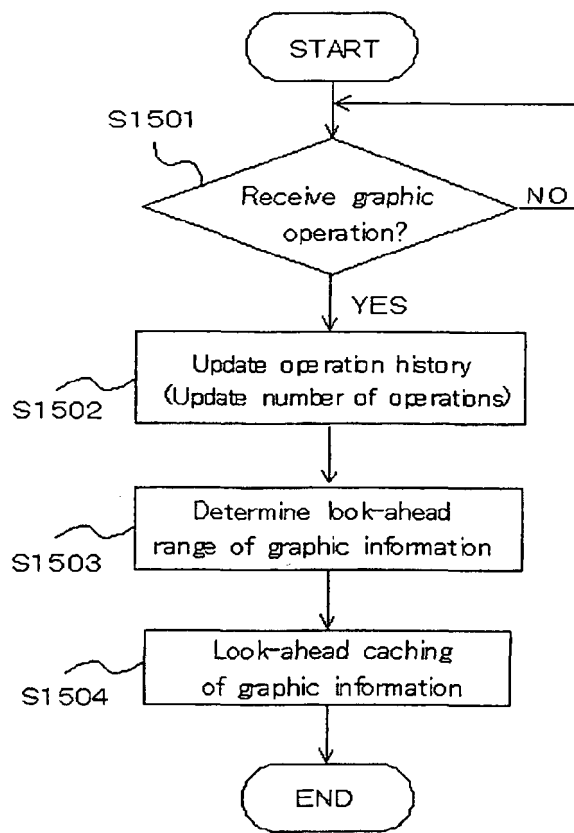 START
S1501
Receive graphic
operation?
NO
YES
Update operation history
(Update number of operations)
S1502
Determine look-ahead
range of graphic information
S1503
Look-ahead caching
of graphic information
S1504
END